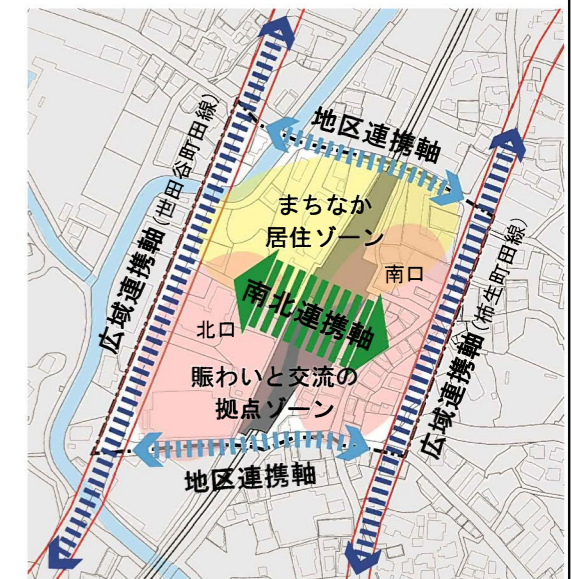 地区連携軸
広域連携軸(世田谷町田線)
まちなか
居住ゾーン
南口
南北連携軸
北口
賑わいと交流の
拠点ゾーン
広域連携軸(柿生町田線)
地区連携軸